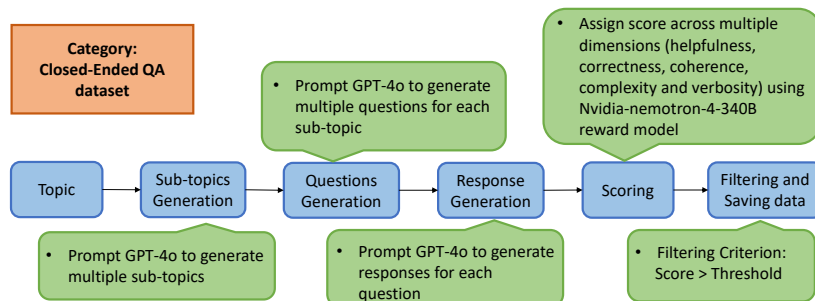 Category:
Closed-Ended QA
dataset
• Prompt GPT-4o to generate
multiple questions for each
sub-topic
• Assign score across multiple
dimensions (helpfulness,
correctness, coherence,
complexity and verbosity) using
Nvidia-nemotron-4-340B
reward model
Topic
Sub-topics
Generation
Questions
Generation
Response
Generation
Scoring
Filtering and
Saving data
• Prompt GPT-4o to generate
multiple sub-topics
• Prompt GPT-4o to generate
responses for each
question
• Filtering Criterion:
Score > Threshold